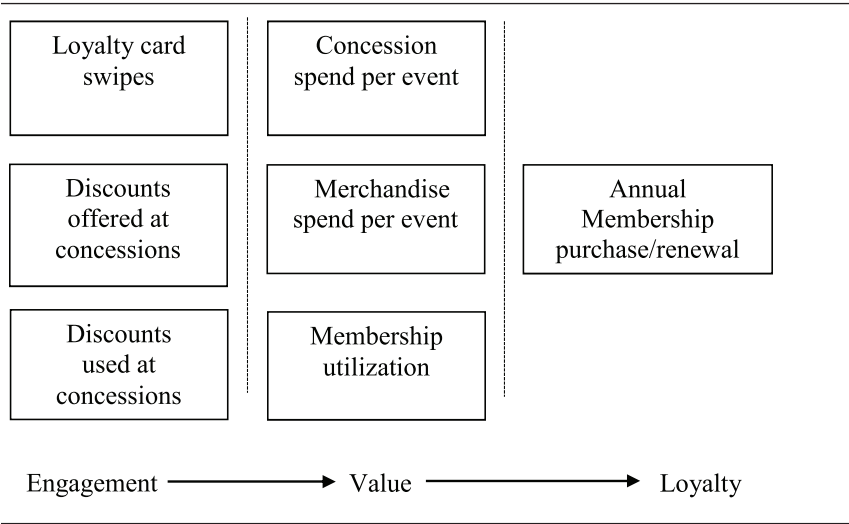 Loyalty card
swipes
Discounts
offered at
concessions
Discounts
used at
concessions
Concession
spend per event
Merchandise
spend per event
Membership
utilization
Annual
Membership
purchase/renewal
Engagement
Value
Loyalty